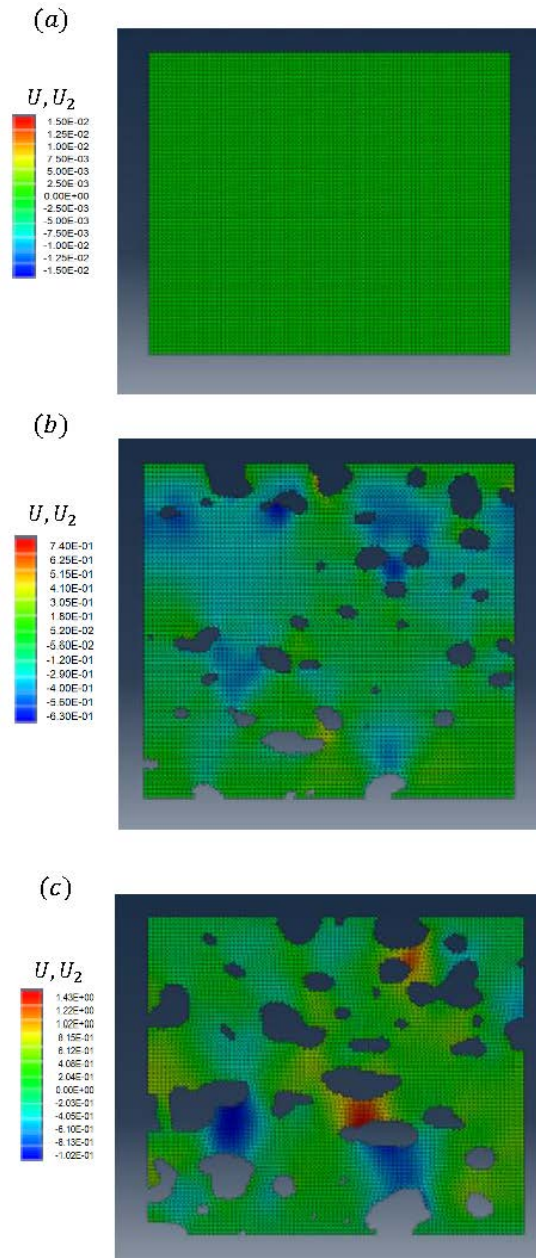 (a)
U, U₂
1.50E-02
1.25E-02
1.00E-02
7.50E-03
5.00E-03
2.50E-03
0.00E+00
-2.50E-03
-5.00E-03
-7.50E-03
-1.00E-02
-1.25E-02
-1.50E-02
(b)
U, U₂
7.40E-01
6.25E-01
5.15E-01
4.10E-01
3.05E-01
1.80E-01
5.20E-02
-6.30E-02
-1.20E-01
-2.90E-01
-4.00E-01
-5.50E-01
-6.30E-01
(c)
U, U₂
1.43E+00
1.22E+00
1.02E+00
8.15E-01
6.12E-01
4.08E-01
2.04E-01
0.00E+00
-2.03E-01
-4.05E-01
-6.10E-01
-8.13E-01
-1.02E-01